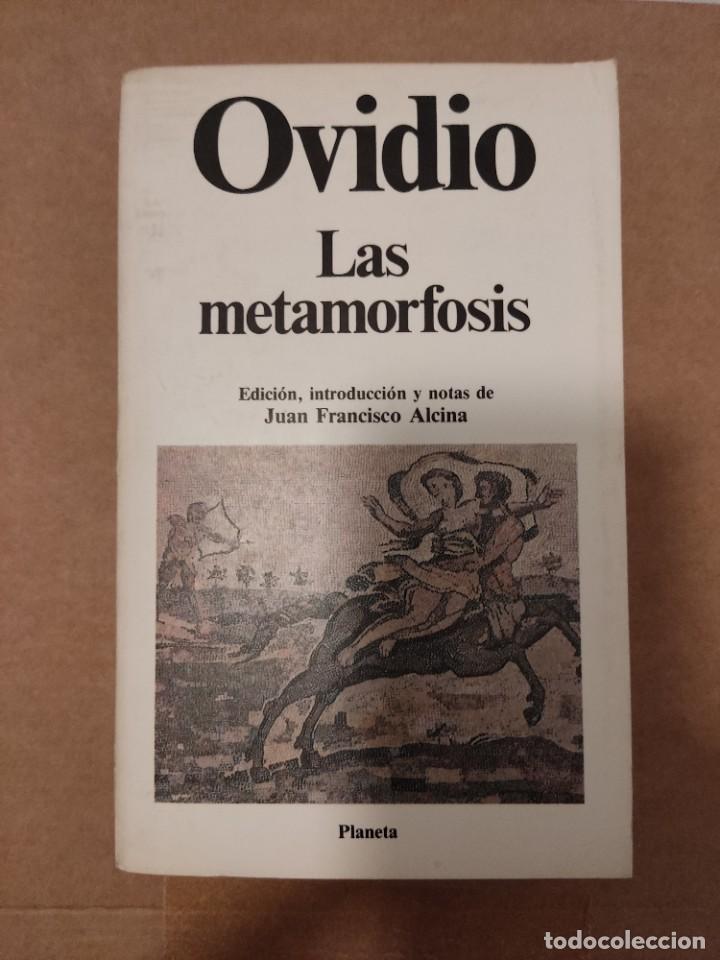 Ovidio
Las
metamorfosis
Edición, introducción y notas de
Juan Francisco Alcina
Planeta
todocoleccion